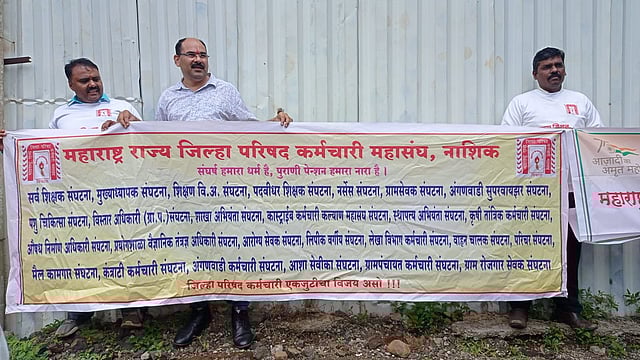 महाराष्ट्र राज्य जिल्हा परिषद कर्मचारी महासंघ, नाशिक
संघर्ष हमारा धर्म है, पुराणी पेन्शन हमारा नारा है ।
सर्व शिक्षक संघटना, मुख्याध्यापक संघटना, शिक्षण वि.अ. संघटना, पदवीधर शिक्षक संघटना, नर्सेस संघटना, ग्रामसेवक संघटना, अंगणवाडी सुपरवायझर संघटना,
पशु चिकित्सा संघटना, विस्तार अधिकारी (ग्रा.प.)संघटना, शाखा अभियंता संघटना, कास्ट्राईब कर्मचारी कल्याण महासंघ संघटना, स्थापत्य अभियंता संघटना, कृषी तांत्रिक कर्मचारी संघटना,
औषध निर्माण अधिकारी संघटना, प्रयोगशाळा वैज्ञानिक तंत्रज्ञ अधिकारी संघटना, आरोग्य सेवक संघटना, लिपीक वर्गीय संघटना, लेखा विभाग कर्मचारी संघटना, वाहन चालक संघटना, परिचर संघटना,
मैल कामगार संघटना, कंत्राटी कर्मचारी संघटना, अंगणवाडी कर्मचारी संघटना, आशा सेवीका संघटना, ग्रामपंचायत कर्मचारी संघटना, ग्राम रोजगार सेवक संघटना
जिल्हा परिषद कर्मचारी एकजुटीचा विजय असो !!!
आज़ादी का
अमृत महो
महारा